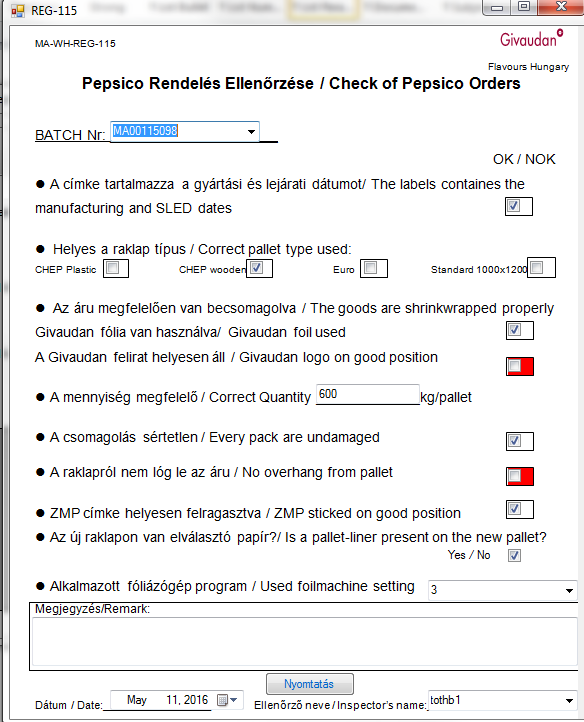 REG-115
MA-WH-REG-115
Givaudan
Flavours Hungary
Pepsico Rendelés Ellenőrzése / Check of Pepsico Orders
BATCH Nr: MA00115098
OK / NOK
● A címke tartalmazza a gyártási és lejárati dátumot/ The labels containes the
manufacturing and SLED dates
● Helyes a raklap típus / Correct pallet type used:
CHEP Plastic CHEP wooden Euro Standard 1000x1200
● Az áru megfelelően van becsomagolva / The goods are shrinkwrapped properly
Givaudan fólia van használva/ Givaudan foil used
A Givaudan felirat helyesen áll / Givaudan logo on good position
● A mennyiség megfelelő / Correct Quantity 600 kg/pallet
● A csomagolás sértetlen / Every pack are undamaged
● A raklapról nem lóg le az áru / No overhang from pallet
● ZMP címke helyesen felragasztva / ZMP sticked on good position
● Az új raklapon van elválasztó papír?/ Is a pallet-liner present on the new pallet?
Yes / No
● Alkalmazott fóliázógép program / Used foilmachine setting 3
Megjegyzés/Remark:
Nyomtatás
Dátum / Date: May 11, 2016 Ellenőrző neve / Inspector's name: tothb1